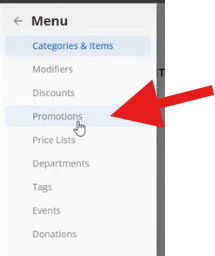 ← Menu
Categories & Items
Modifiers
Discounts
Promotions
Price Lists
Departments
Tags
Events
Donations